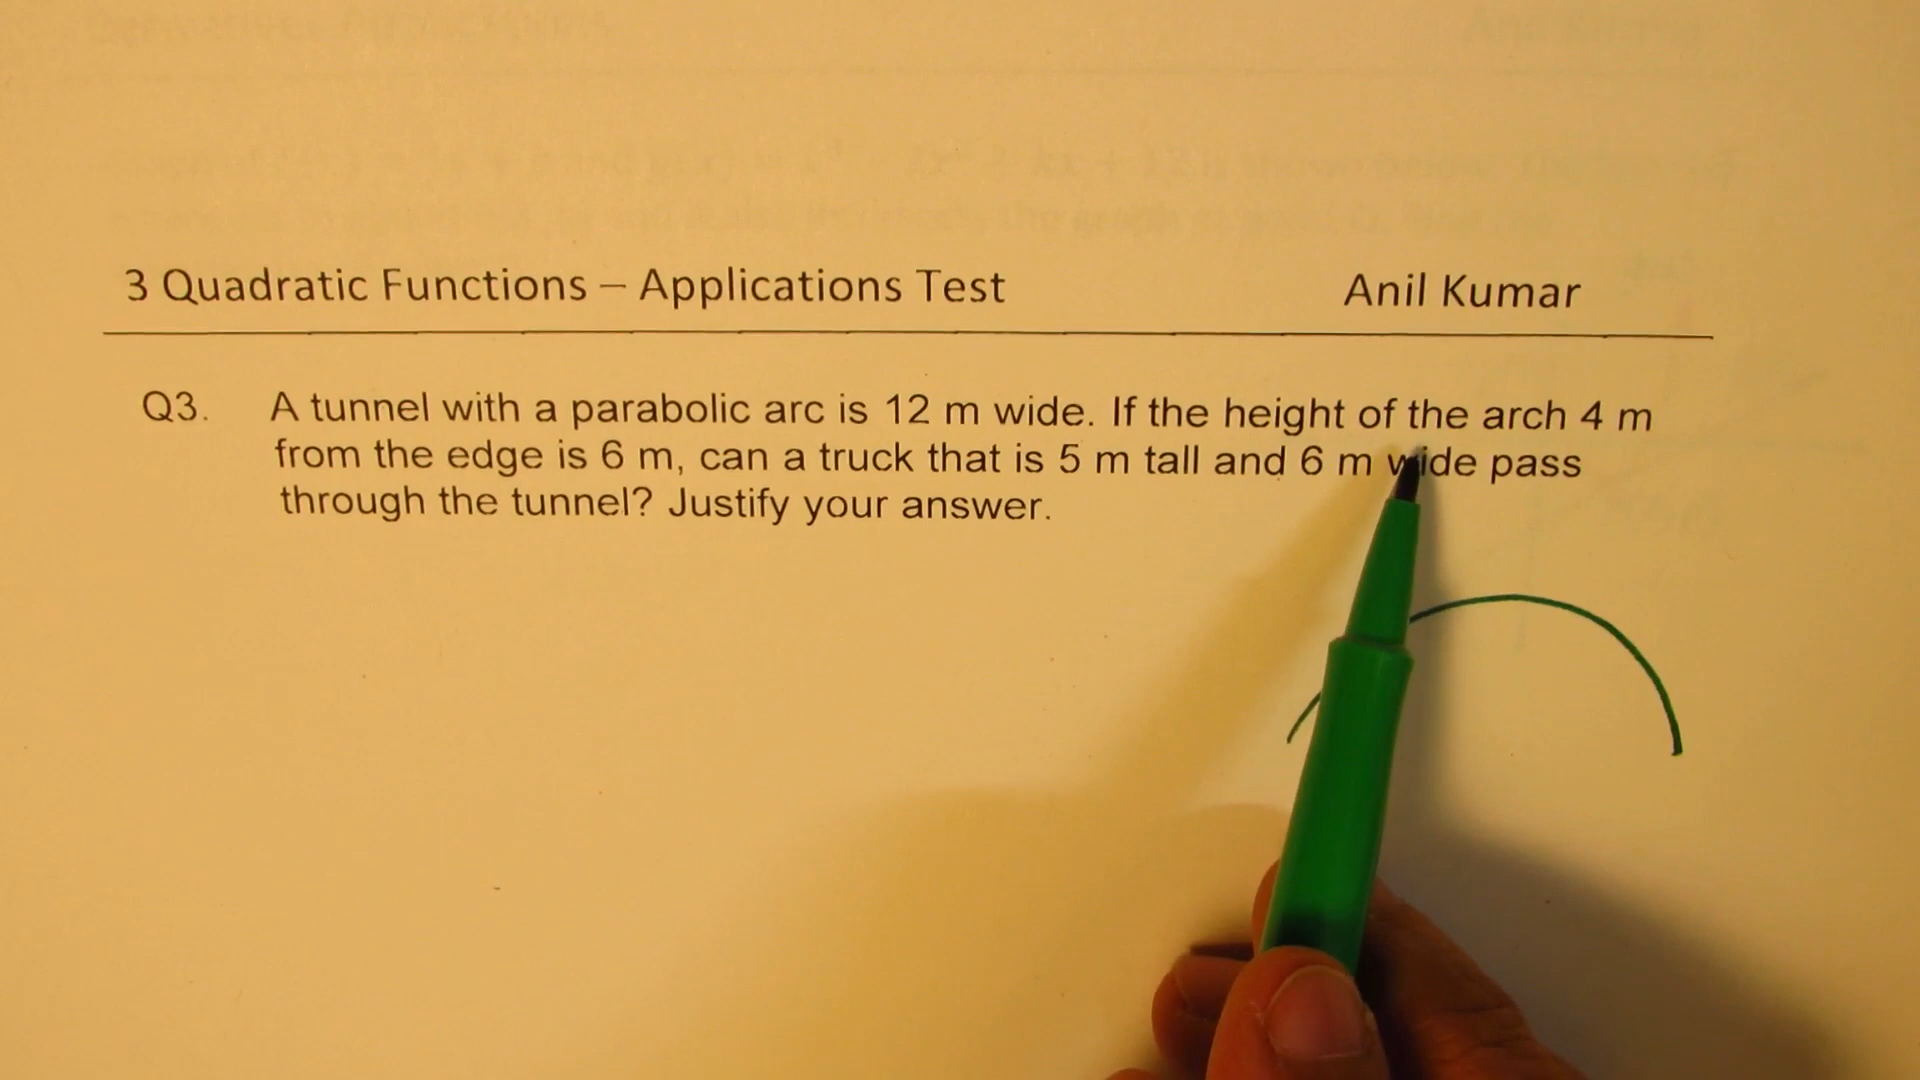 3 Quadratic Functions – Applications Test Anil Kumar
Q3. A tunnel with a parabolic arc is 12 m wide. If the height of the arch 4 m
from the edge is 6 m, can a truck that is 5 m tall and 6 m wide pass
through the tunnel? Justify your answer.